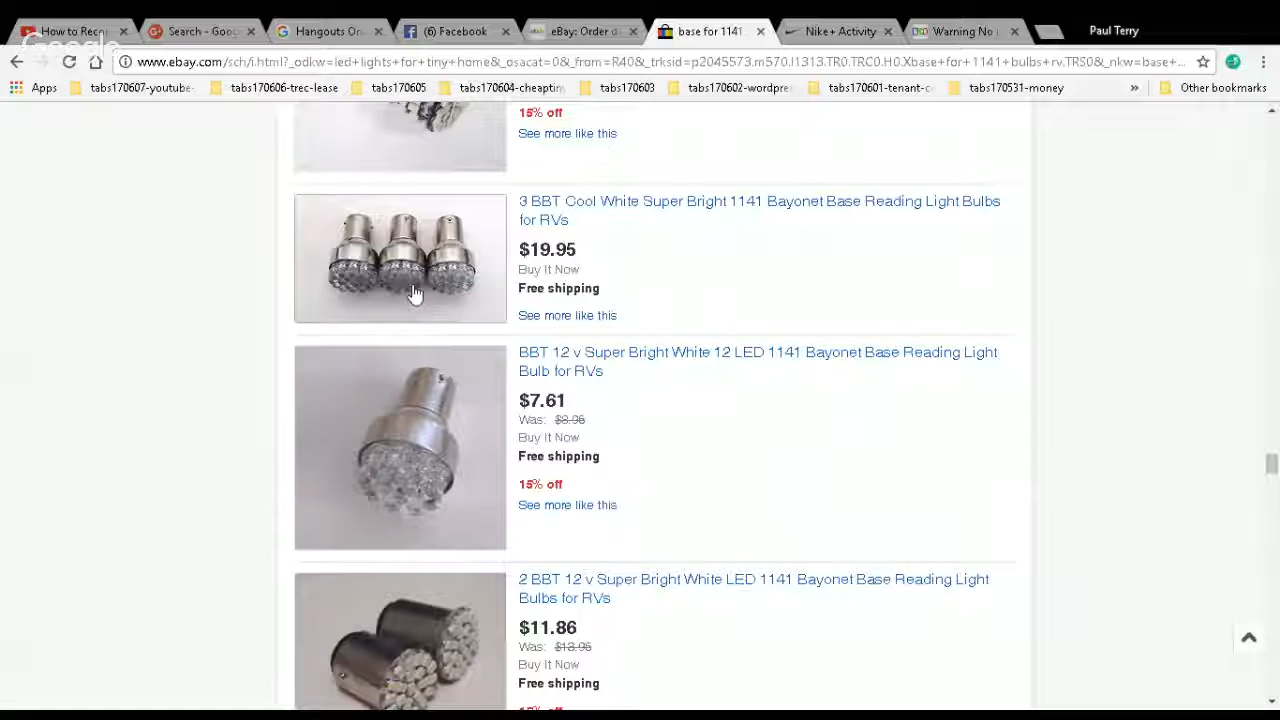 How to Rec
Search - Goo
Hangouts On
(6) Facebook
eBay: Order d
base for 1141
Nike+ Activity
Warning No
Paul Terry
Google
www.ebay.com/sch/i.html?_odkw=led+lights+for+tiny+home&_osacat=0&_from=R40&_trksid=p2045573.m570.l1313.TR0.TRC0.H0.Xbase+for+1141+bulbs+rv.TRS0&_nkw=base+...
Apps
tabs170607-youtube
tabs170606-trec-lease
tabs170605
tabs170604-cheaptin
tabs170603
tabs170602-wordpre
tabs170601-tenant-c
tabs170531-money
»
Other bookmarks
15% off
See more like this
3 BBT Cool White Super Bright 1141 Bayonet Base Reading Light Bulbs
for RVs
$19.95
Buy It Now
Free shipping
See more like this
BBT 12 v Super Bright White 12 LED 1141 Bayonet Base Reading Light
Bulb for RVs
$7.61
Was: $8.95
Buy It Now
Free shipping
15% off
See more like this
2 BBT 12 v Super Bright White LED 1141 Bayonet Base Reading Light
Bulbs for RVs
$11.86
Was: $13.95
Buy It Now
Free shipping
15% off